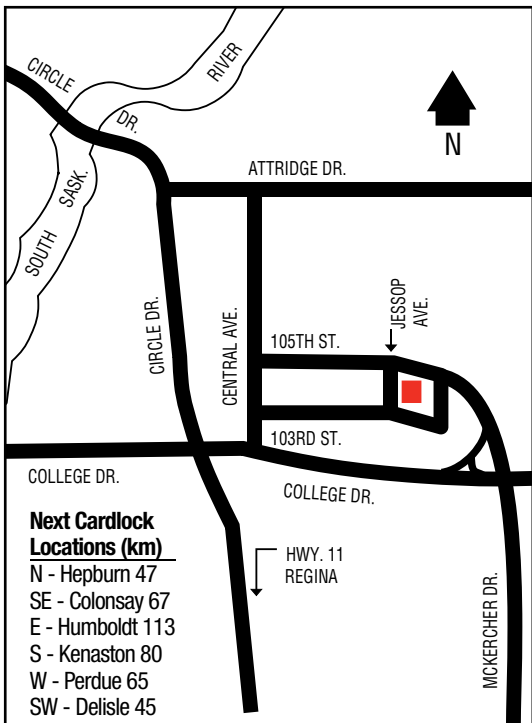 CIRCLE
DR.
RIVER
SOUTH
SASK.
N
ATTRIDGE DR.
CIRCLE DR.
CENTRAL AVE.
JESSOP
AVE.
105TH ST.
103RD ST.
COLLEGE DR.
COLLEGE DR.
HWY. 11
REGINA
MCKERCHER DR.
Next Cardlock
Locations (km)
N - Hepburn 47
SE - Colonsay 67
E - Humboldt 113
S - Kenaston 80
W - Perdue 65
SW - Delisle 45